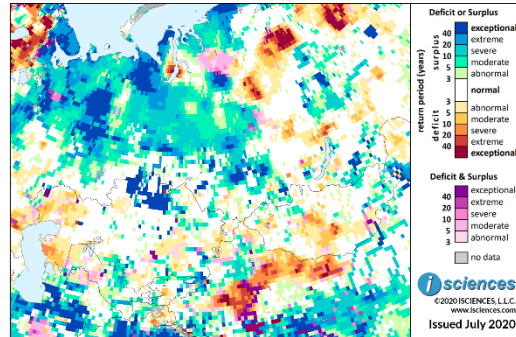 Deficit or Surplus
exceptional
40
extreme
20
severe
10
moderate
5
abnormal
3
normal
3
abnormal
5
moderate
10
severe
20
extreme
40
exceptional
return period (years)
deficit surplus
Deficit & Surplus
exceptional
40
extreme
20
severe
10
moderate
5
abnormal
3
no data
isciences
©2020 ISCIENCES, L.L.C.
www.isciences.com
Issued July 2020